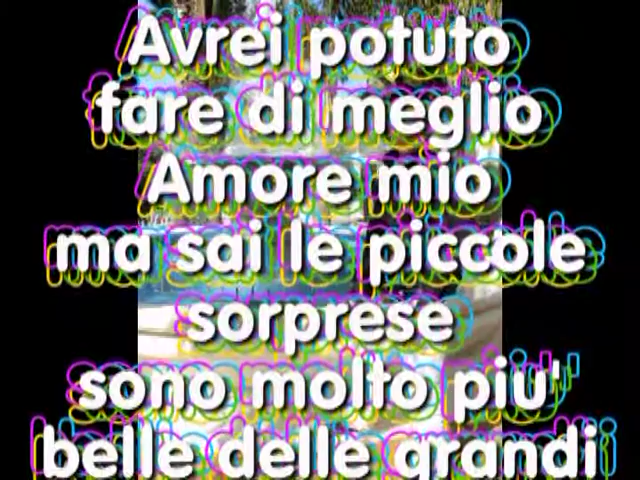 Avrei potuto
fare di meglio
Amore mio
ma sai le piccole
sorprese
sono molto piu'
belle delle grandi